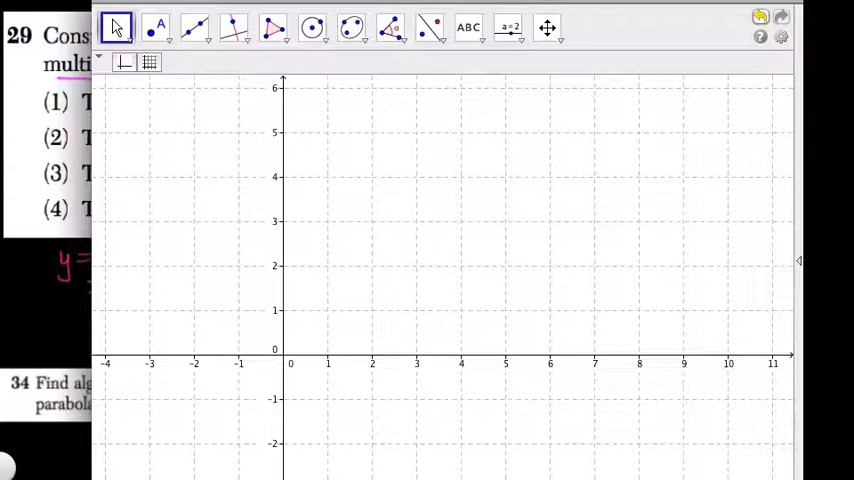 A
ABC
a=2
29 Cons
multi
(1) T
(2) T
(3) T
(4) T
y=
34 Find alg
parabola
6
5
4
3
2
1
0
-4 -3 -2 -1 0 1 2 3 4 5 6 7 8 9 10 11
-1
-2